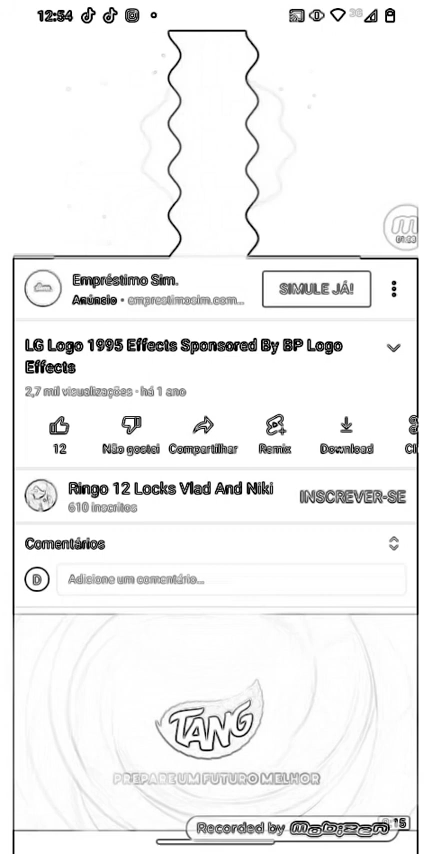 12:54
3G
Empréstimo Sim.
SIMULE JÁ!
Anúncio • emprestimosim.com...
LG Logo 1995 Effects Sponsored By BP Logo
Effects
2,7 mil visualizações · há 1 ano
12 Não gostei Compartilhar Remix Download Cli
Ringo 12 Locks Vlad And Niki
INSCREVER-SE
610 inscritos
Comentários
D
Adicione um comentário...
TANG
PREPARE UM FUTURO MELHOR
Recorded by Mobizen